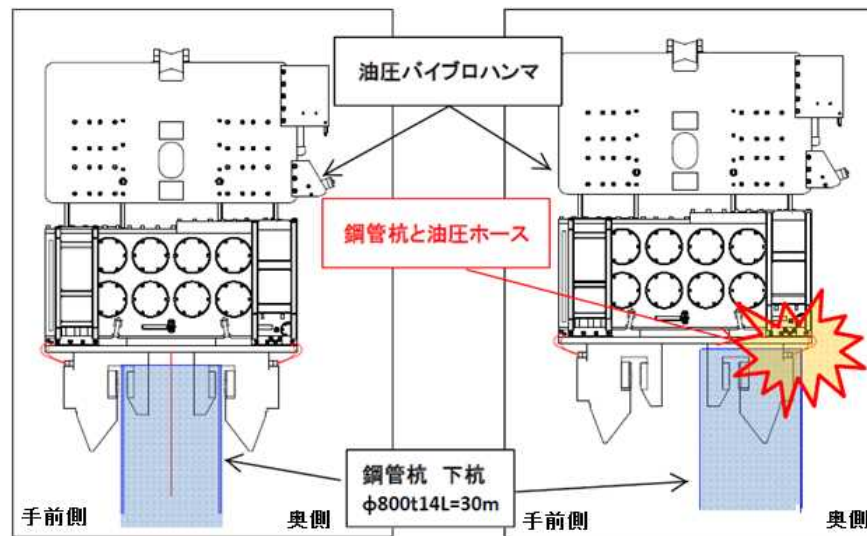 油圧バイブロハンマ
鋼管杭と油圧ホース
鋼管杭 下杭
φ800t14L=30m
手前側
奥側
手前側
奥側